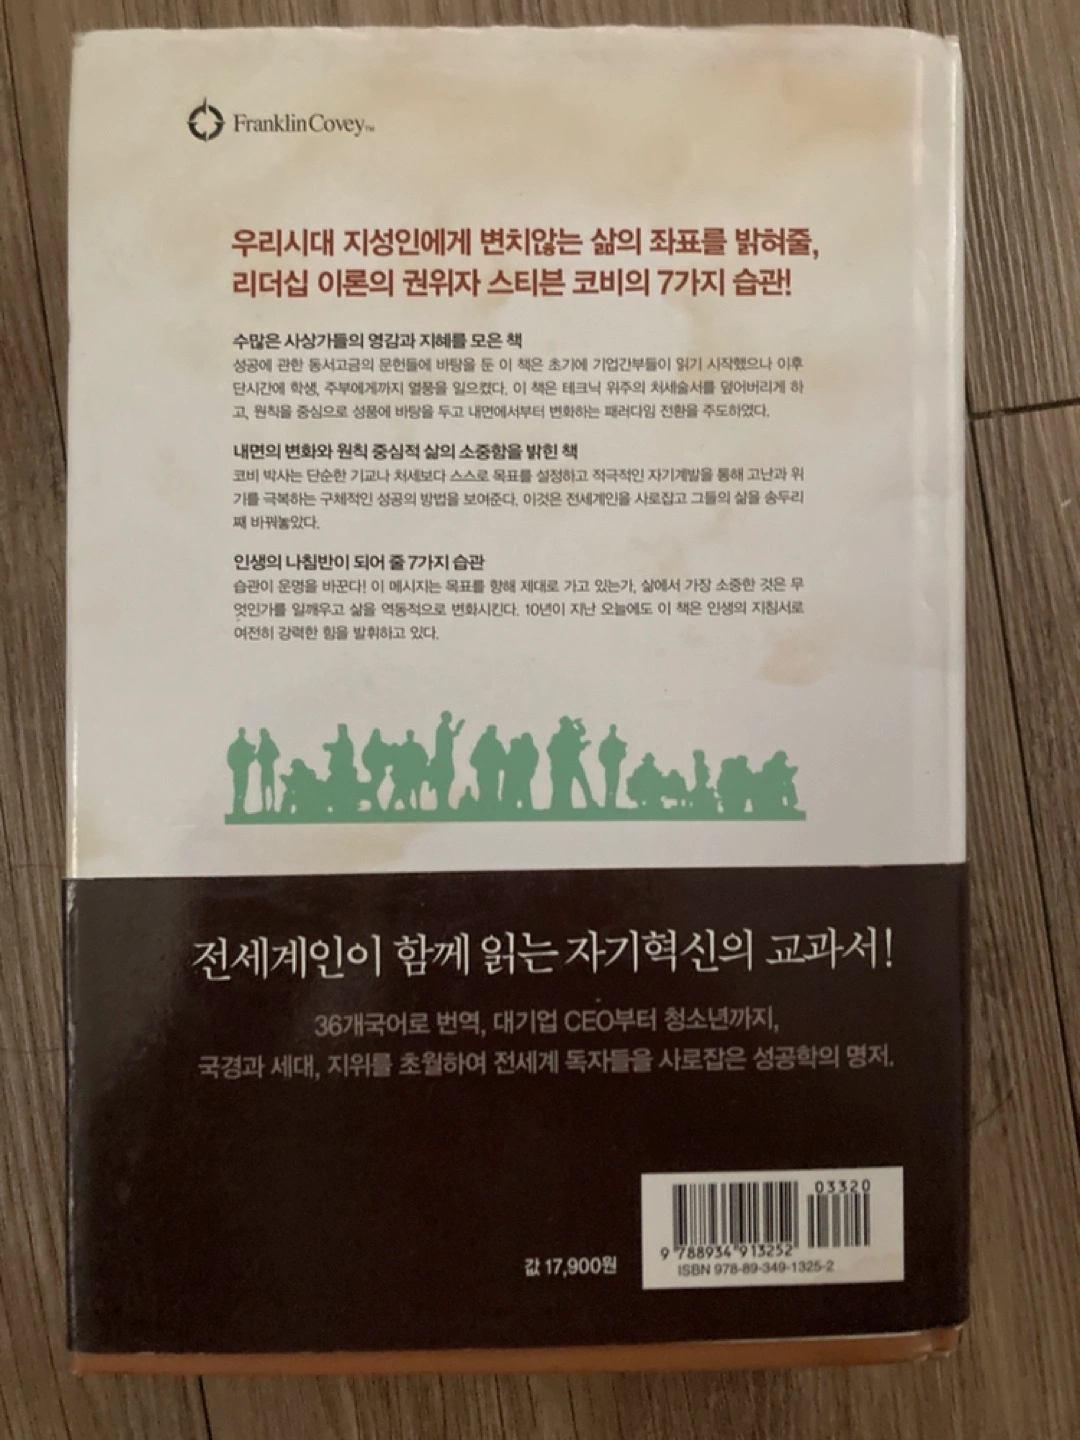 FranklinCovey™
우리시대 지성인에게 변치않는 삶의 좌표를 밝혀줄,
리더십 이론의 권위자 스티븐 코비의 7가지 습관!
수많은 사상가들의 영감과 지혜를 모은 책
성공에 관한 동서고금의 문헌들에 바탕을 둔 이 책은 초기에 기업간부들이 읽기 시작했으나 이후
단시간에 학생, 주부에게까지 열풍을 일으켰다. 이 책은 테크닉 위주의 처세술서를 덮어버리게 하
고, 원칙을 중심으로 성품에 바탕을 두고 내면에서부터 변화하는 패러다임 전환을 주도하였다.
내면의 변화와 원칙 중심적 삶의 소중함을 밝힌 책
코비 박사는 단순한 기교나 처세보다 스스로 목표를 설정하고 적극적인 자기계발을 통해 고난과 위
기를 극복하는 구체적인 성공의 방법을 보여준다. 이것은 전세계인을 사로잡고 그들의 삶을 송두리
째 바꿔놓았다.
인생의 나침반이 되어 줄 7가지 습관
습관이 운명을 바꾼다! 이 메시지는 목표를 향해 제대로 가고 있는가, 삶에서 가장 소중한 것은 무
엇인가를 일깨우고 삶을 역동적으로 변화시킨다. 10년이 지난 오늘에도 이 책은 인생의 지침서로
여전히 강력한 힘을 발휘하고 있다.
전세계인이 함께 읽는 자기혁신의 교과서!
36개국어로 번역, 대기업 CEO부터 청소년까지,
국경과 세대, 지위를 초월하여 전세계 독자들을 사로잡은 성공학의 명저.
03320
9 788934 913252
값 17,900원
ISBN 978-89-349-1325-2